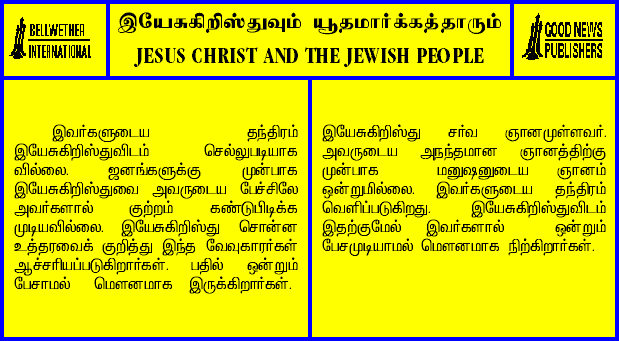 BELLWETHER
INTERNATIONAL
இயேசுகிறிஸ்துவும் யூதமார்க்கத்தாரும்
JESUS CHRIST AND THE JEWISH PEOPLE
GOOD NEWS
PUBLISHERS
இவர்களுடைய தந்திரம்
இயேசுகிறிஸ்துவிடம் செல்லுபடியாக
வில்லை. ஜனங்களுக்கு முன்பாக
இயேசுகிறிஸ்துவை அவருடைய பேச்சிலே
அவர்களால் குற்றம் கண்டுபிடிக்க
முடியவில்லை. இயேசுகிறிஸ்து சொன்ன
உத்தரவைக் குறித்து இந்த வேவுகாரர்கள்
ஆச்சரியப்படுகிறார்கள். பதில் ஒன்றும்
பேசாமல் மௌனமாக இருக்கிறார்கள்.
இயேசுகிறிஸ்து சர்வ ஞானமுள்ளவர்.
அவருடைய அநந்தமான ஞானத்திற்கு
முன்பாக மனுஷனுடைய ஞானம்
ஒன்றுமில்லை. இவர்களுடைய தந்திரம்
வெளிப்படுகிறது. இயேசுகிறிஸ்துவிடம்
இதற்குமேல் இவர்களால் ஒன்றும்
பேசமுடியாமல் மௌனமாக நிற்கிறார்கள்.